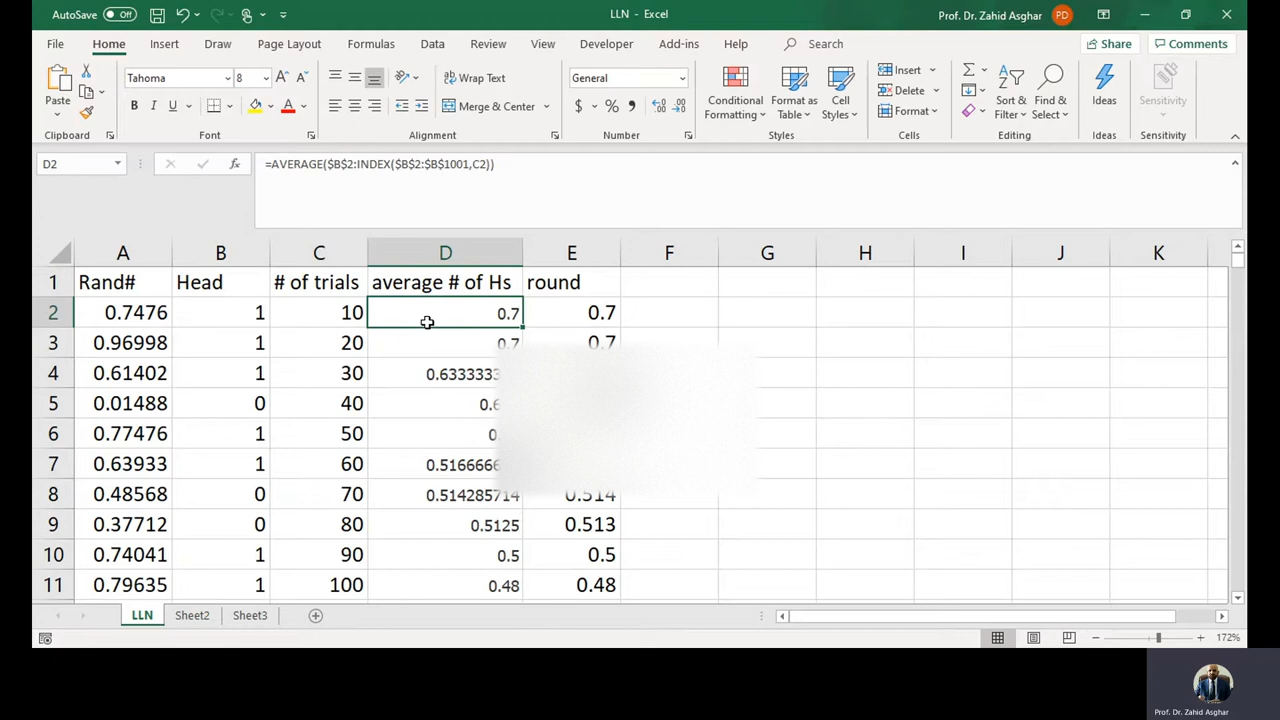 AutoSave Off LLN - Excel Prof. Dr. Zahid Asghar PD
File Home Insert Draw Page Layout Formulas Data Review View Developer Add-ins Help Search Share Comments
Paste Tahoma 8 A A Wrap Text General Conditional Formatting Format as Table Cell Styles Insert Delete Format Sort & Filter Find & Select Ideas Sensitivity
B I U A Merge & Center $ % ,
Clipboard Font Alignment Number Styles Cells Editing Ideas Sensitivity
D2 fx =AVERAGE($B$2:INDEX($B$2:$B$1001,C2))
A B C D E F G H I J K
1 Rand# Head # of trials average # of Hs round
2 0.7476 1 10 0.7 0.7
3 0.96998 1 20 0.7 0.7
4 0.61402 1 30
5 0.01488 0 40
6 0.77476 1 50
7 0.63933 1 60
8 0.48568 0 70 0.514285714 0.514
9 0.37712 0 80 0.5125 0.513
10 0.74041 1 90 0.5 0.5
11 0.79635 1 100 0.48 0.48
LLN Sheet2 Sheet3
172%
Prof. Dr. Zahid Asghar